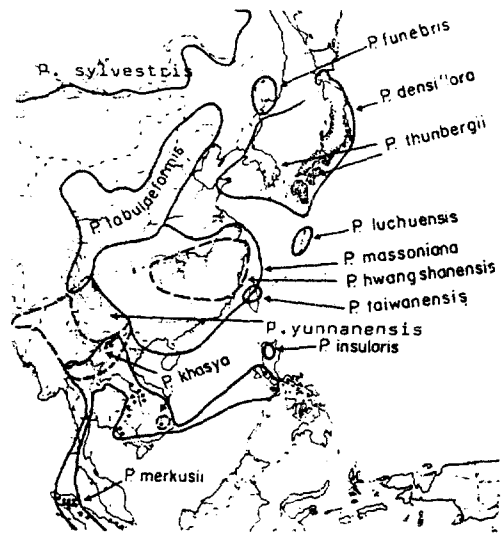 P. funebris
P. sylvestris
P. densiflora
P. thunbergii
P. tabulaeformis
P. luchuensis
P. massoniana
P. hwangshanensis
P. taiwanensis
P. yunnanensis
P. insularis
P. khasya
P. merkusii